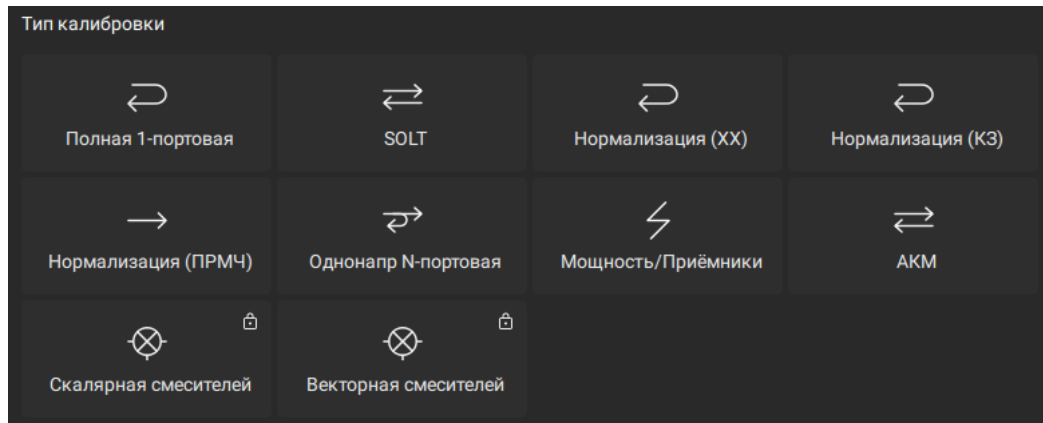 Тип калибровки
Полная 1-портовая
SOLT
Нормализация (ХХ)
Нормализация (КЗ)
Нормализация (ПРМЧ)
Однонапр N-портовая
Мощность/Приёмники
АКМ
Скалярная смесителей
Векторная смесителей